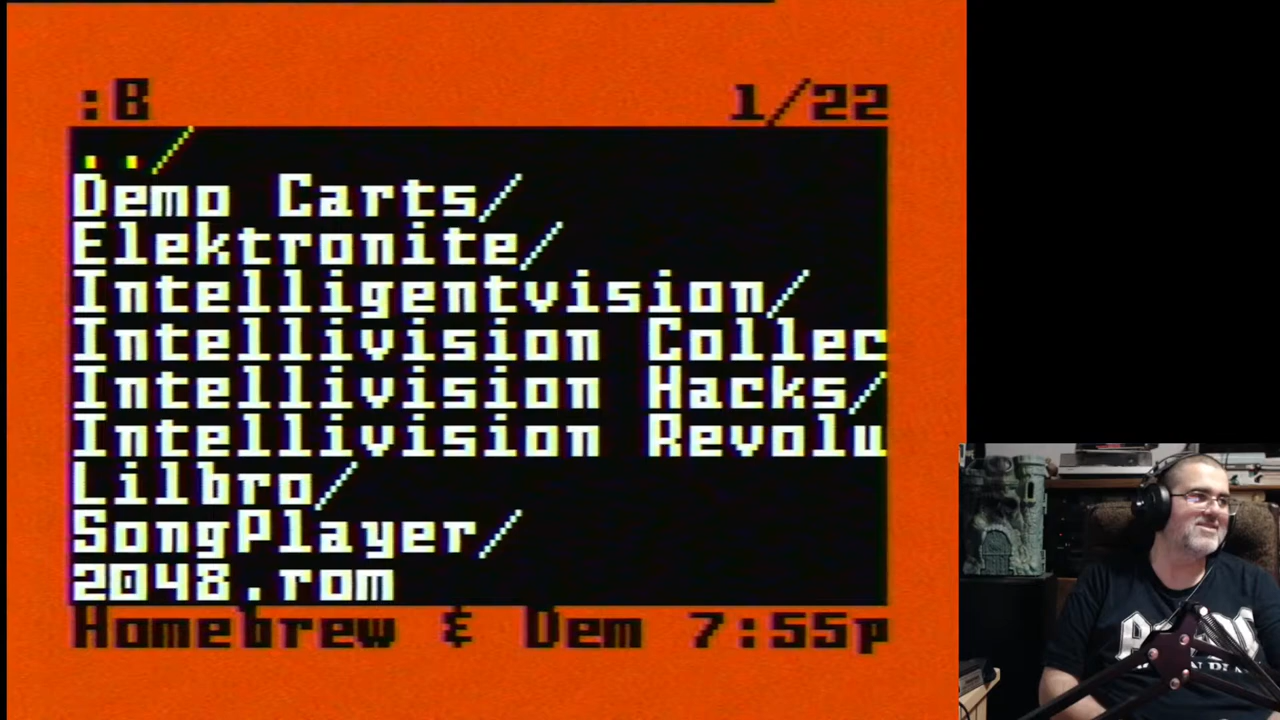 :B 1/22
../
Demo Carts/
Elektronite/
Intelligentvision/
Intellivision Collec
Intellivision Hacks/
Intellivision Revolu
Lilbro/
SongPlayer/
2048.rom
Homebrew & Dem 7:55p